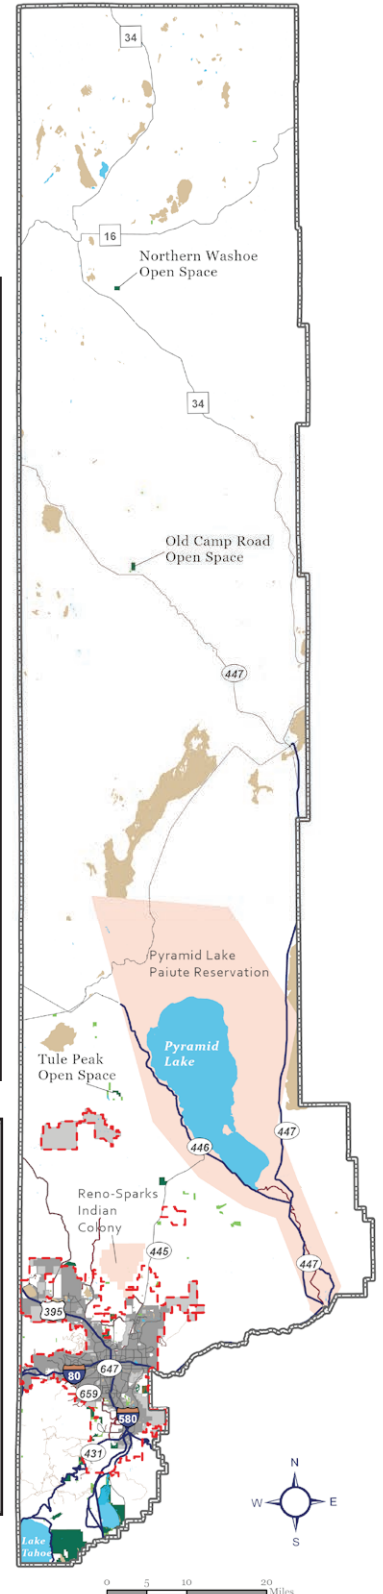 34
16
Northern Washoe
Open Space
34
Old Camp Road
Open Space
447
Pyramid Lake
Paiute Reservation
Pyramid
Lake
Tule Peak
Open Space
447
446
Reno-Sparks
Indian
Colony
445
447
395
647
80
659
580
431
N
W
E
S
Lake
Tahoe
0 5 10 20
Miles